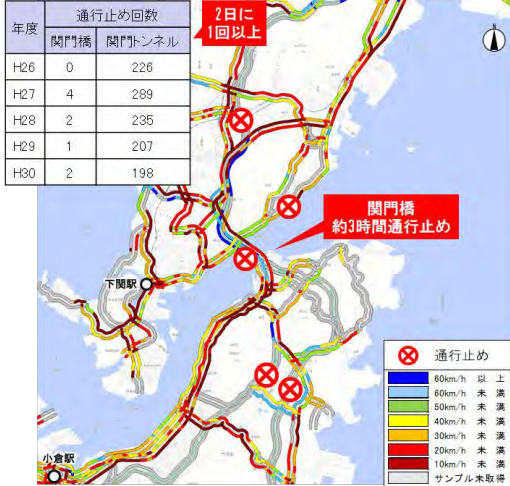 年度 通行止め回数
関門橋 関門トンネル
H26 0 226
H27 4 289
H28 2 235
H29 1 207
H30 2 198
2日に
1回以上
関門橋
約3時間通行止め
下関駅
小倉駅
通行止め
60km/h 以 上
60km/h 未 満
50km/h 未 満
40km/h 未 満
30km/h 未 満
20km/h 未 満
10km/h 未 満
サンプル未取得